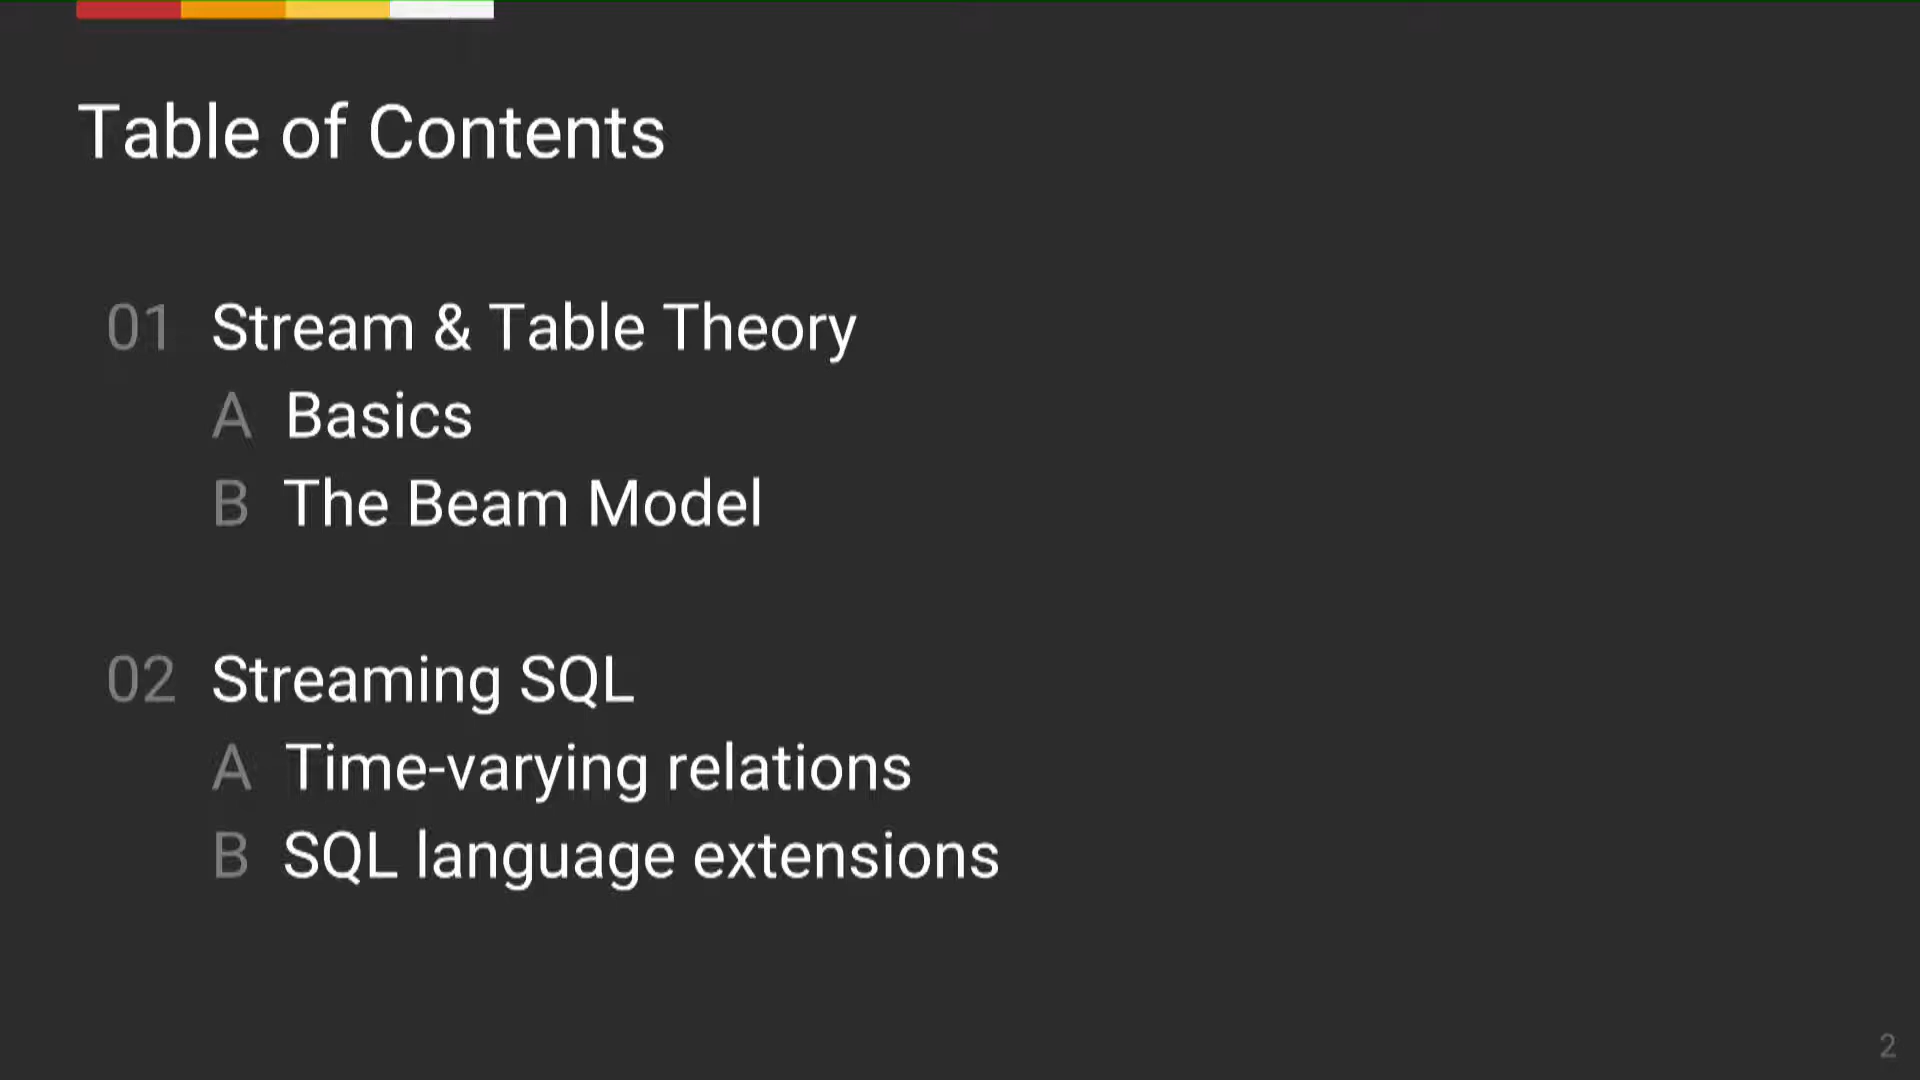 Table of Contents
01 Stream & Table Theory
A Basics
B The Beam Model
02 Streaming SQL
A Time-varying relations
B SQL language extensions
2